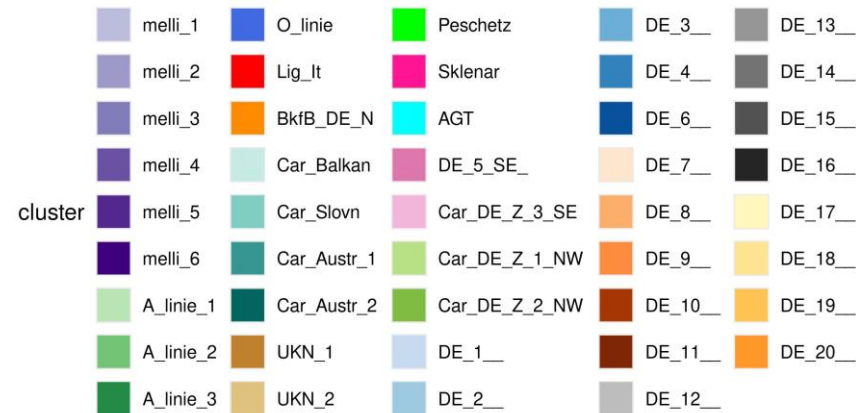 melli_1 O_linie Peschetz DE_3__ DE_13__
melli_2 Lig_It Sklenar DE_4__ DE_14__
melli_3 BkfB_DE_N AGT DE_6__ DE_15__
melli_4 Car_Balkan DE_5_SE_ DE_7__ DE_16__
cluster melli_5 Car_Slovn Car_DE_Z_3_SE DE_8__ DE_17__
melli_6 Car_Austr_1 Car_DE_Z_1_NW DE_9__ DE_18__
A_linie_1 Car_Austr_2 Car_DE_Z_2_NW DE_10__ DE_19__
A_linie_2 UKN_1 DE_1__ DE_11__ DE_20__
A_linie_3 UKN_2 DE_2__ DE_12__